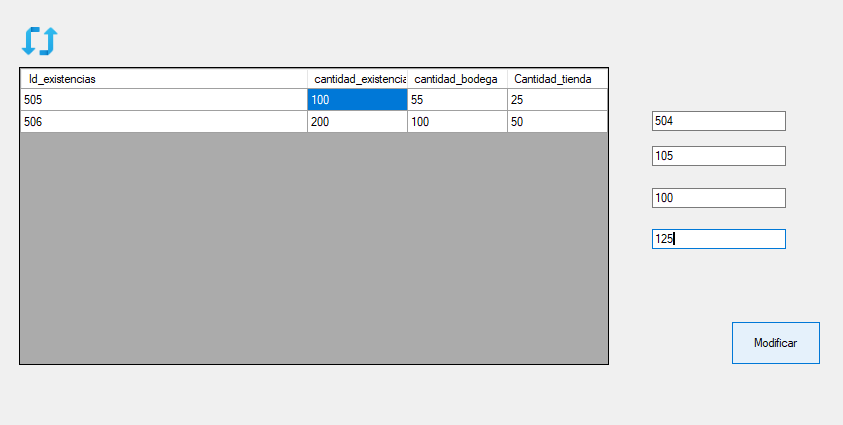 Id_existencias cantidad_existencia cantidad_bodega Cantidad_tienda
505 100 55 25
506 200 100 50
504
105
100
125
Modificar